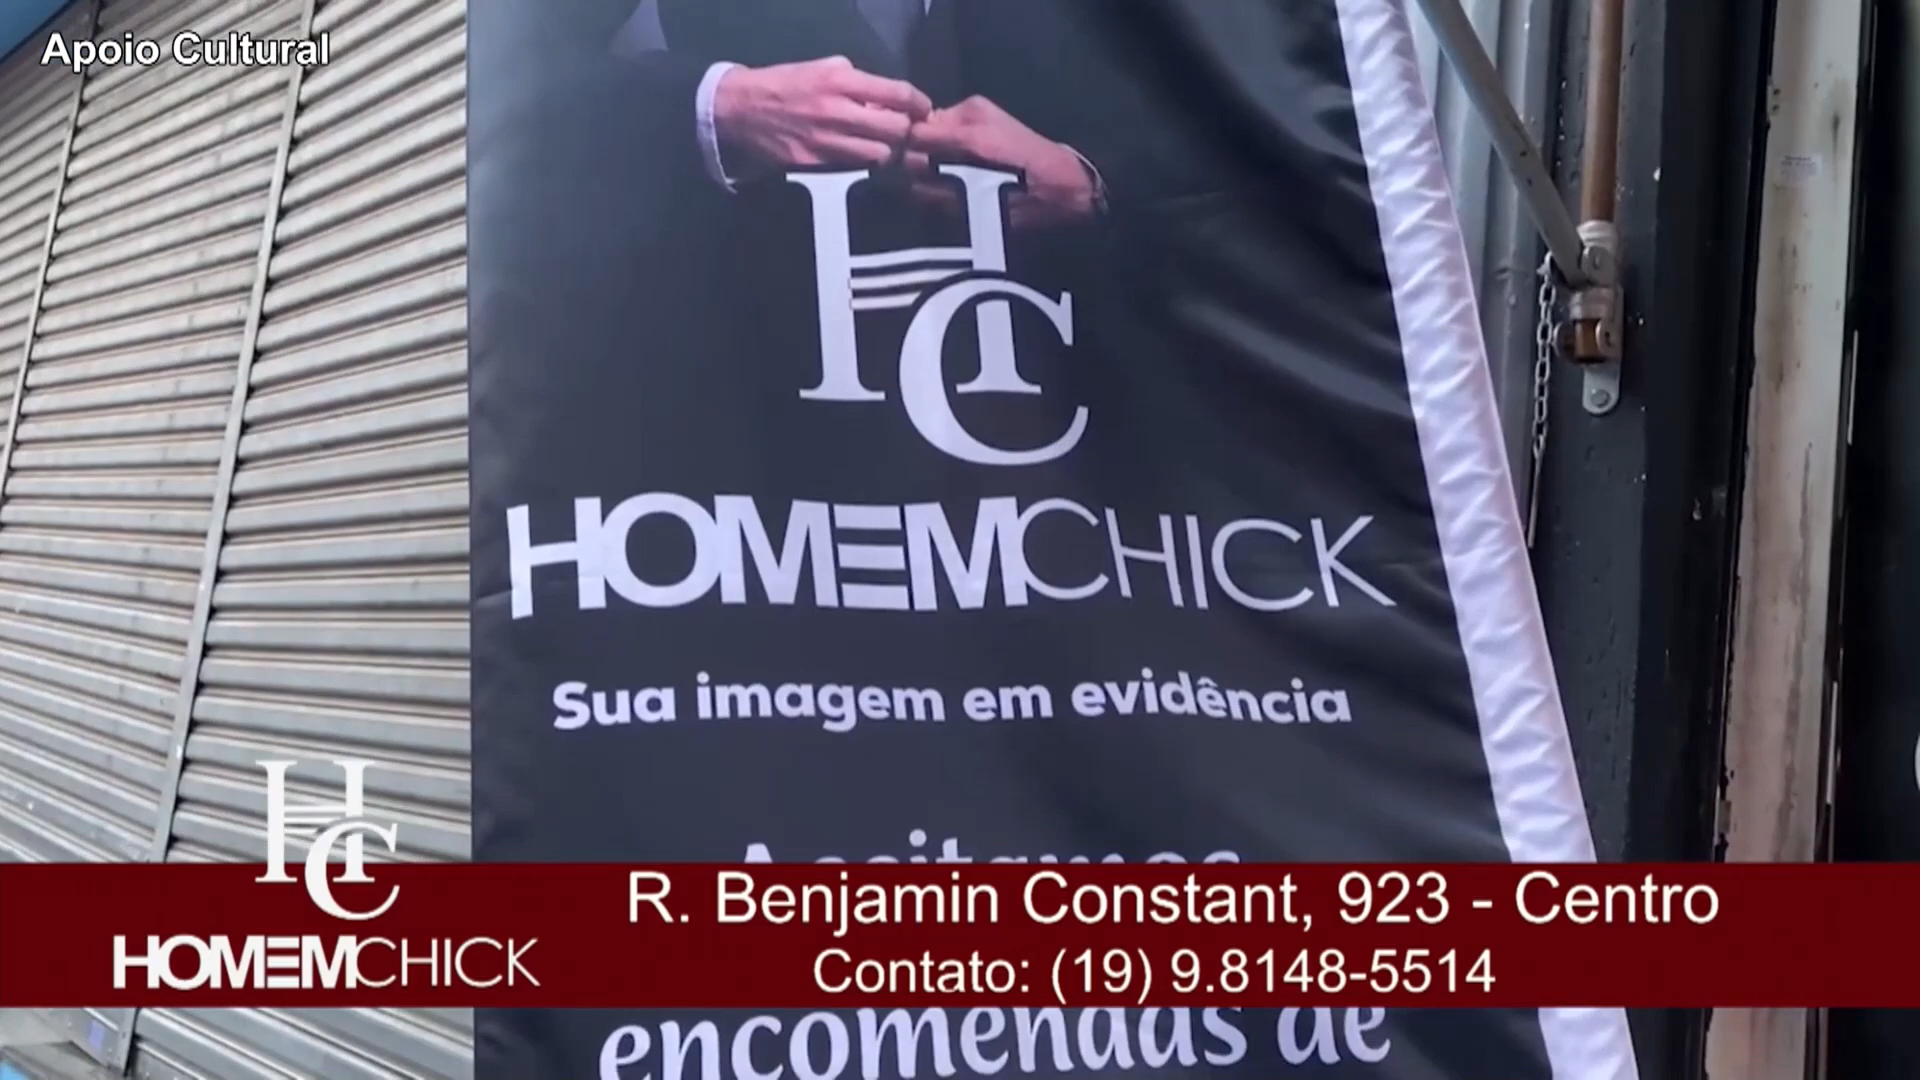 Apoio Cultural
HC
HOMEMCHICK
Sua imagem em evidência
Aceitamos
encomendas de
HC
HOMEMCHICK
R. Benjamin Constant, 923 - Centro
Contato: (19) 9.8148-5514